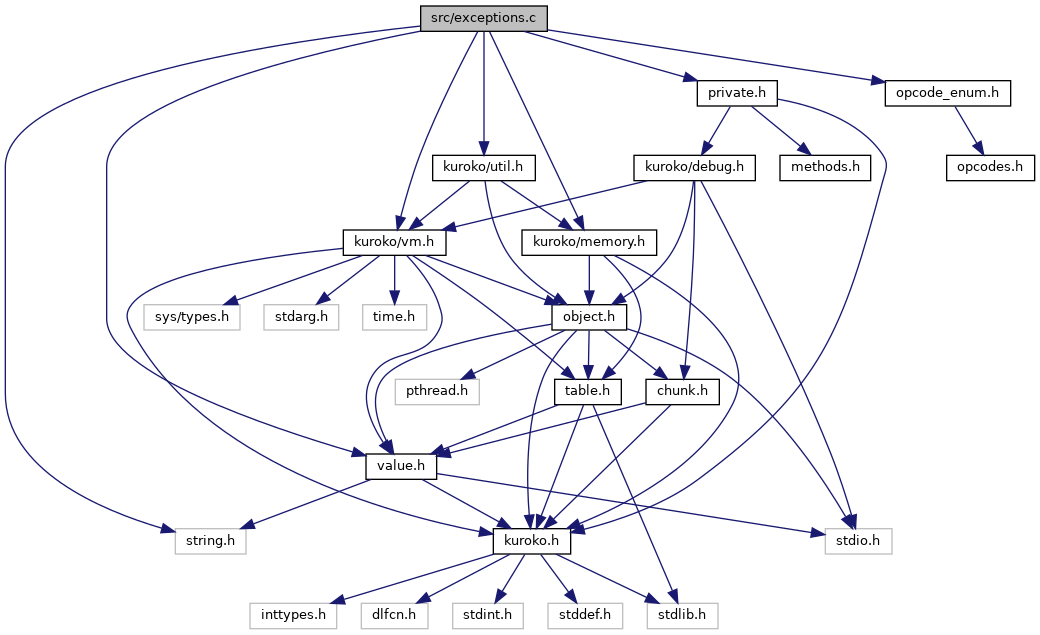 src/exceptions.c
private.h
opcode_enum.h
kuroko/util.h
kuroko/debug.h
methods.h
opcodes.h
kuroko/vm.h
kuroko/memory.h
sys/types.h
stdarg.h
time.h
object.h
pthread.h
table.h
chunk.h
value.h
string.h
kuroko.h
stdio.h
inttypes.h
dlfcn.h
stdint.h
stddef.h
stdlib.h